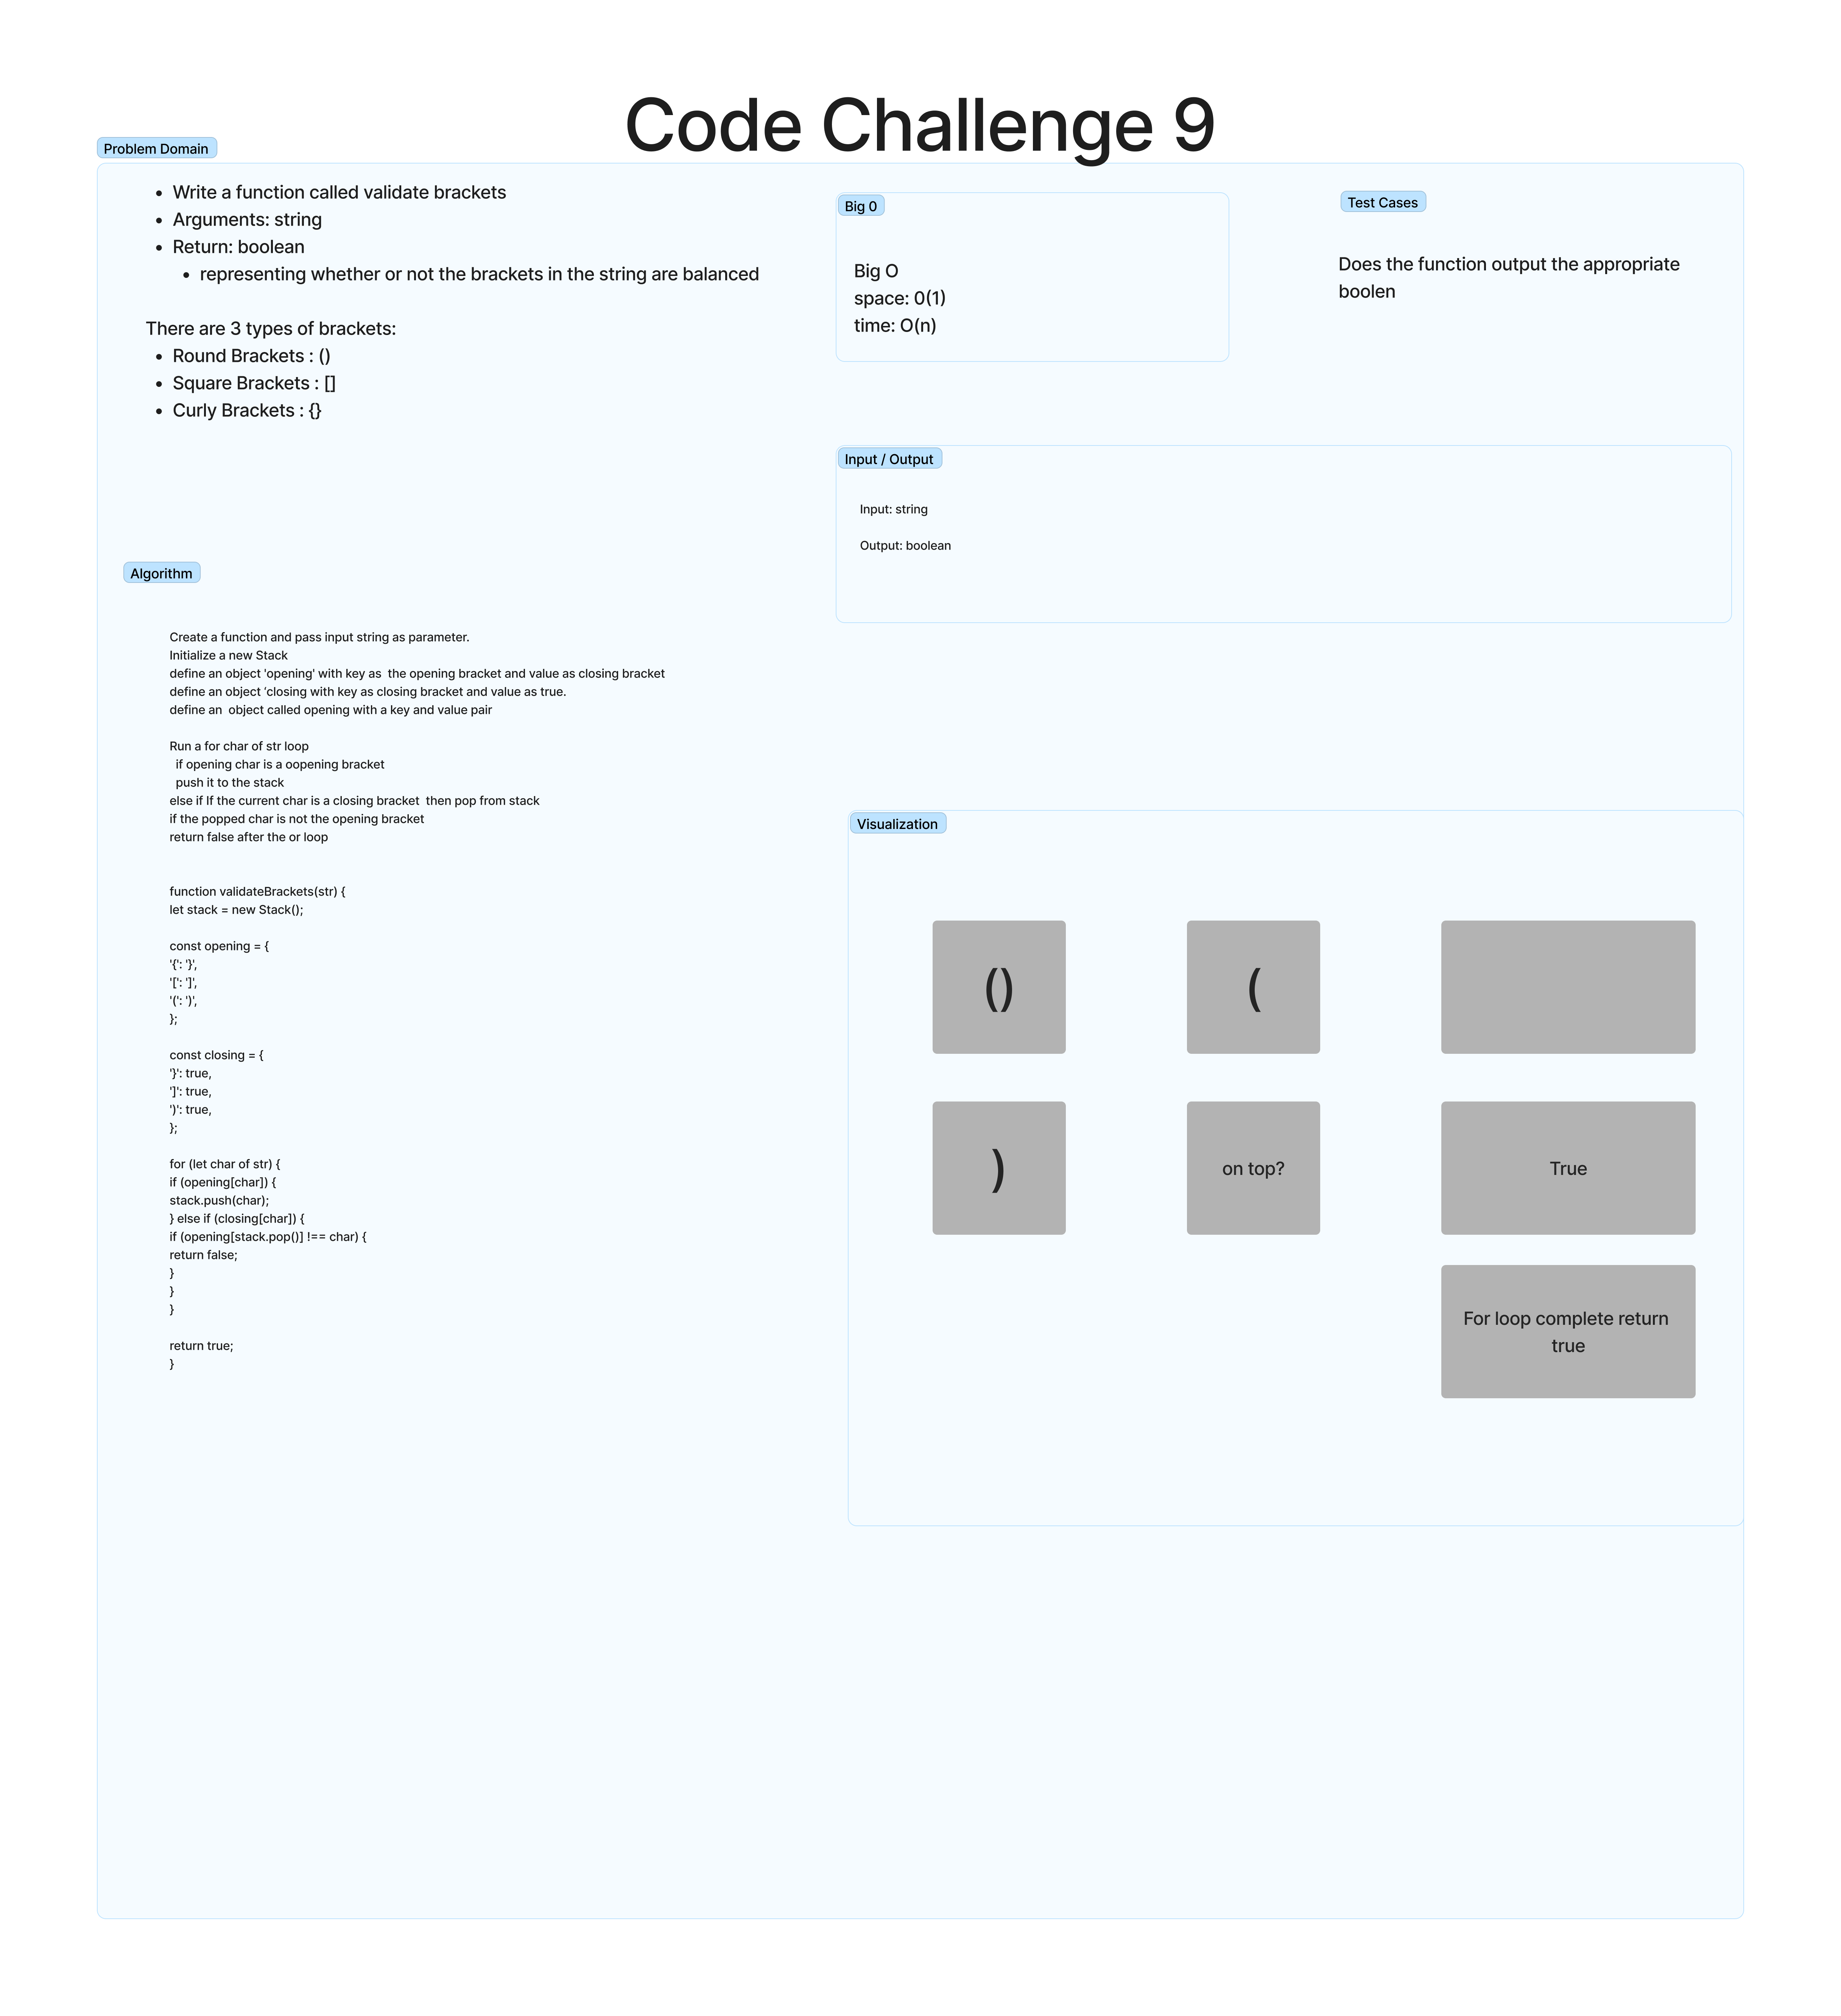 Code Challenge 9
Problem Domain
Write a function called validate brackets
Arguments: string
Return: boolean
representing whether or not the brackets in the string are balanced
There are 3 types of brackets:
Round Brackets : ()
Square Brackets : []
Curly Brackets : {}
Big 0
Big O
space: 0(1)
time: O(n)
Test Cases
Does the function output the appropriate
boolen
Input / Output
Input: string
Output: boolean
Algorithm
Create a function and pass input string as parameter.
Initialize a new Stack
define an object 'opening' with key as  the opening bracket and value as closing bracket
define an object ‘closing with key as closing bracket and value as true.
define an  object called opening with a key and value pair
Run a for char of str loop
if opening char is a oopening bracket
push it to the stack
else if If the current char is a closing bracket  then pop from stack
if the popped char is not the opening bracket
return false after the or loop
function validateBrackets(str) {
let stack = new Stack();
const opening = {
'{': '}',
'[': ']',
'(': ')',
};
const closing = {
'}': true,
']': true,
')': true,
};
for (let char of str) {
if (opening[char]) {
stack.push(char);
} else if (closing[char]) {
if (opening[stack.pop()] !== char) {
return false;
}
}
}
return true;
}
Visualization
()
(
)
on top?
True
For loop complete return
true